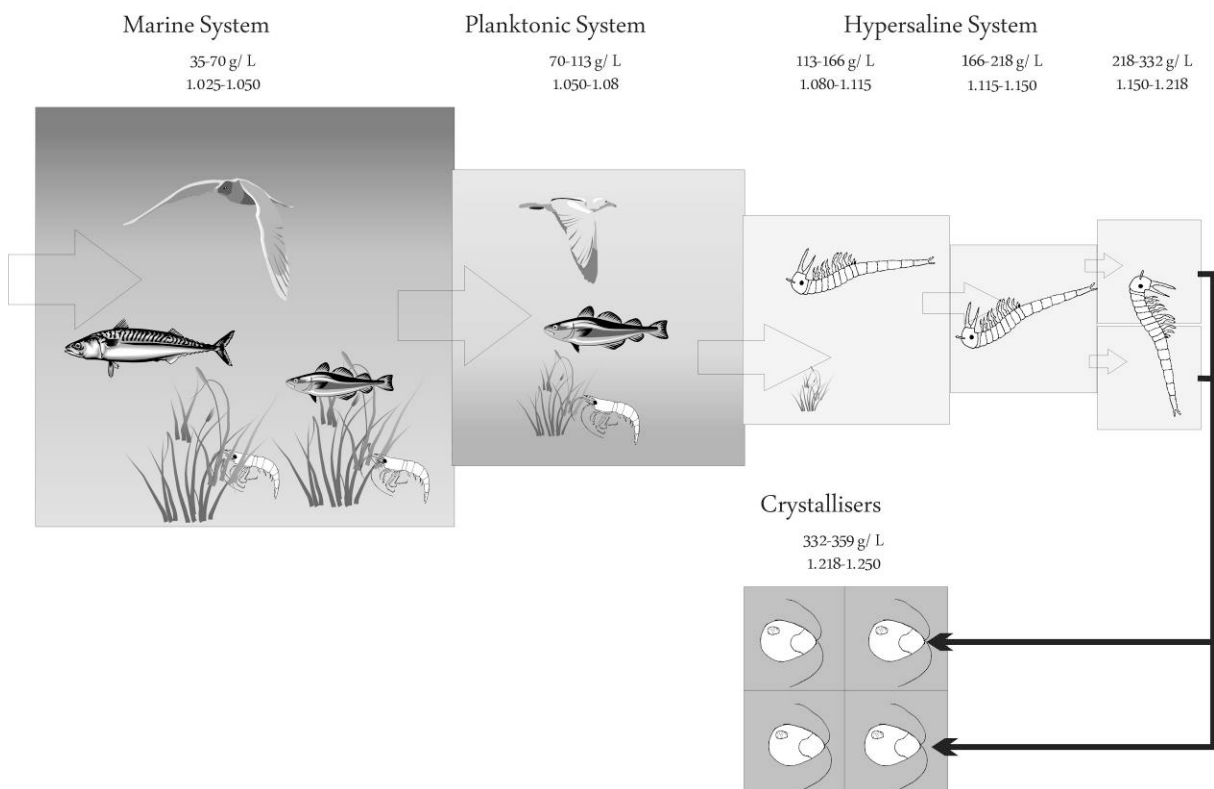 Marine System
35-70 g/ L
1.025-1.050
Planktonic System
70-113 g/ L
1.050-1.08
Hypersaline System
113-166 g/ L
1.080-1.115
166-218 g/ L
1.115-1.150
218-332 g/ L
1.150-1.218
Crystallisers
332-359 g/ L
1.218-1.250